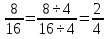 8/16 = 8÷4/16÷4 = 2/4